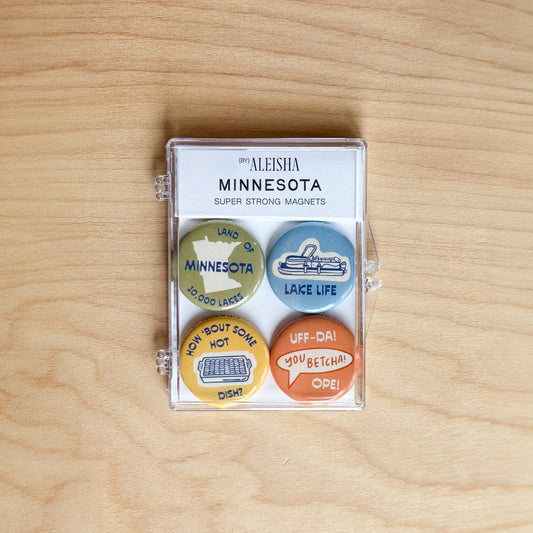 (BY) ALEISHA
MINNESOTA
SUPER STRONG MAGNETS
LAND OF
MINNESOTA
10,000 LAKES
LAKE LIFE
HOW 'BOUT SOME
HOT
DISH?
UFF-DA!
YOU BETCHA!
OPE!